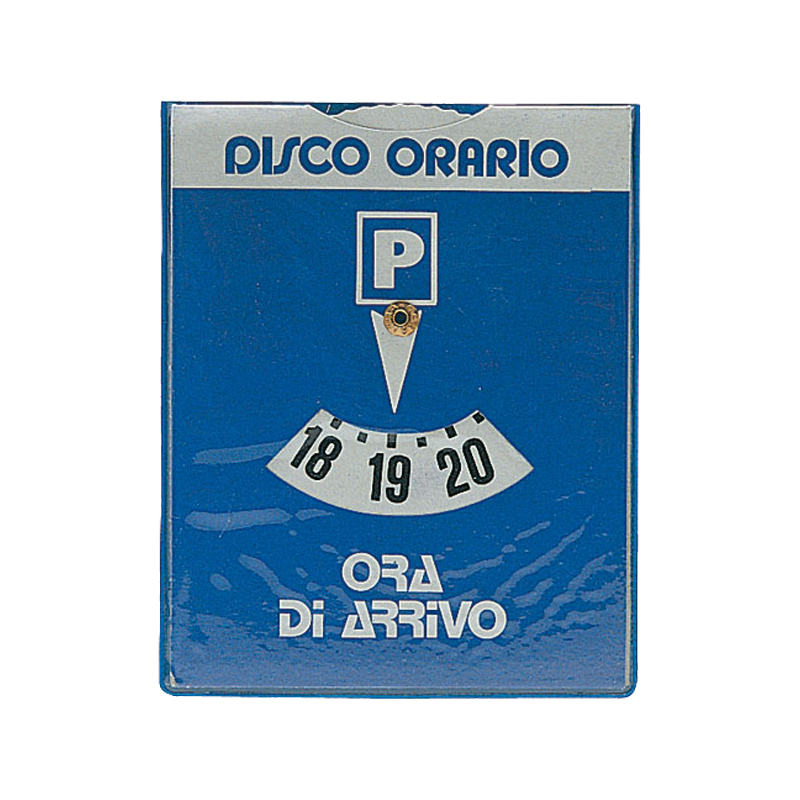 DISCO ORARIO
P
18 19 20
ORA
Di ARRiVO